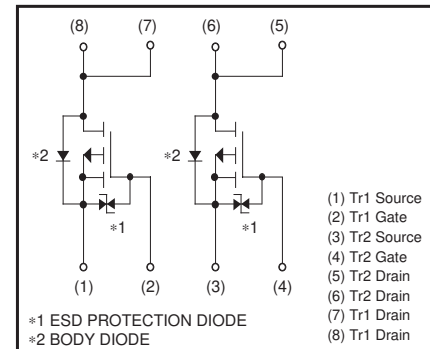 (8) (7) (6) (5)
∗2 ∗2
∗1 ∗1
(1) (2) (3) (4)
(1) Tr1 Source
(2) Tr1 Gate
(3) Tr2 Source
(4) Tr2 Gate
(5) Tr2 Drain
(6) Tr2 Drain
(7) Tr1 Drain
(8) Tr1 Drain
∗1 ESD PROTECTION DIODE
∗2 BODY DIODE